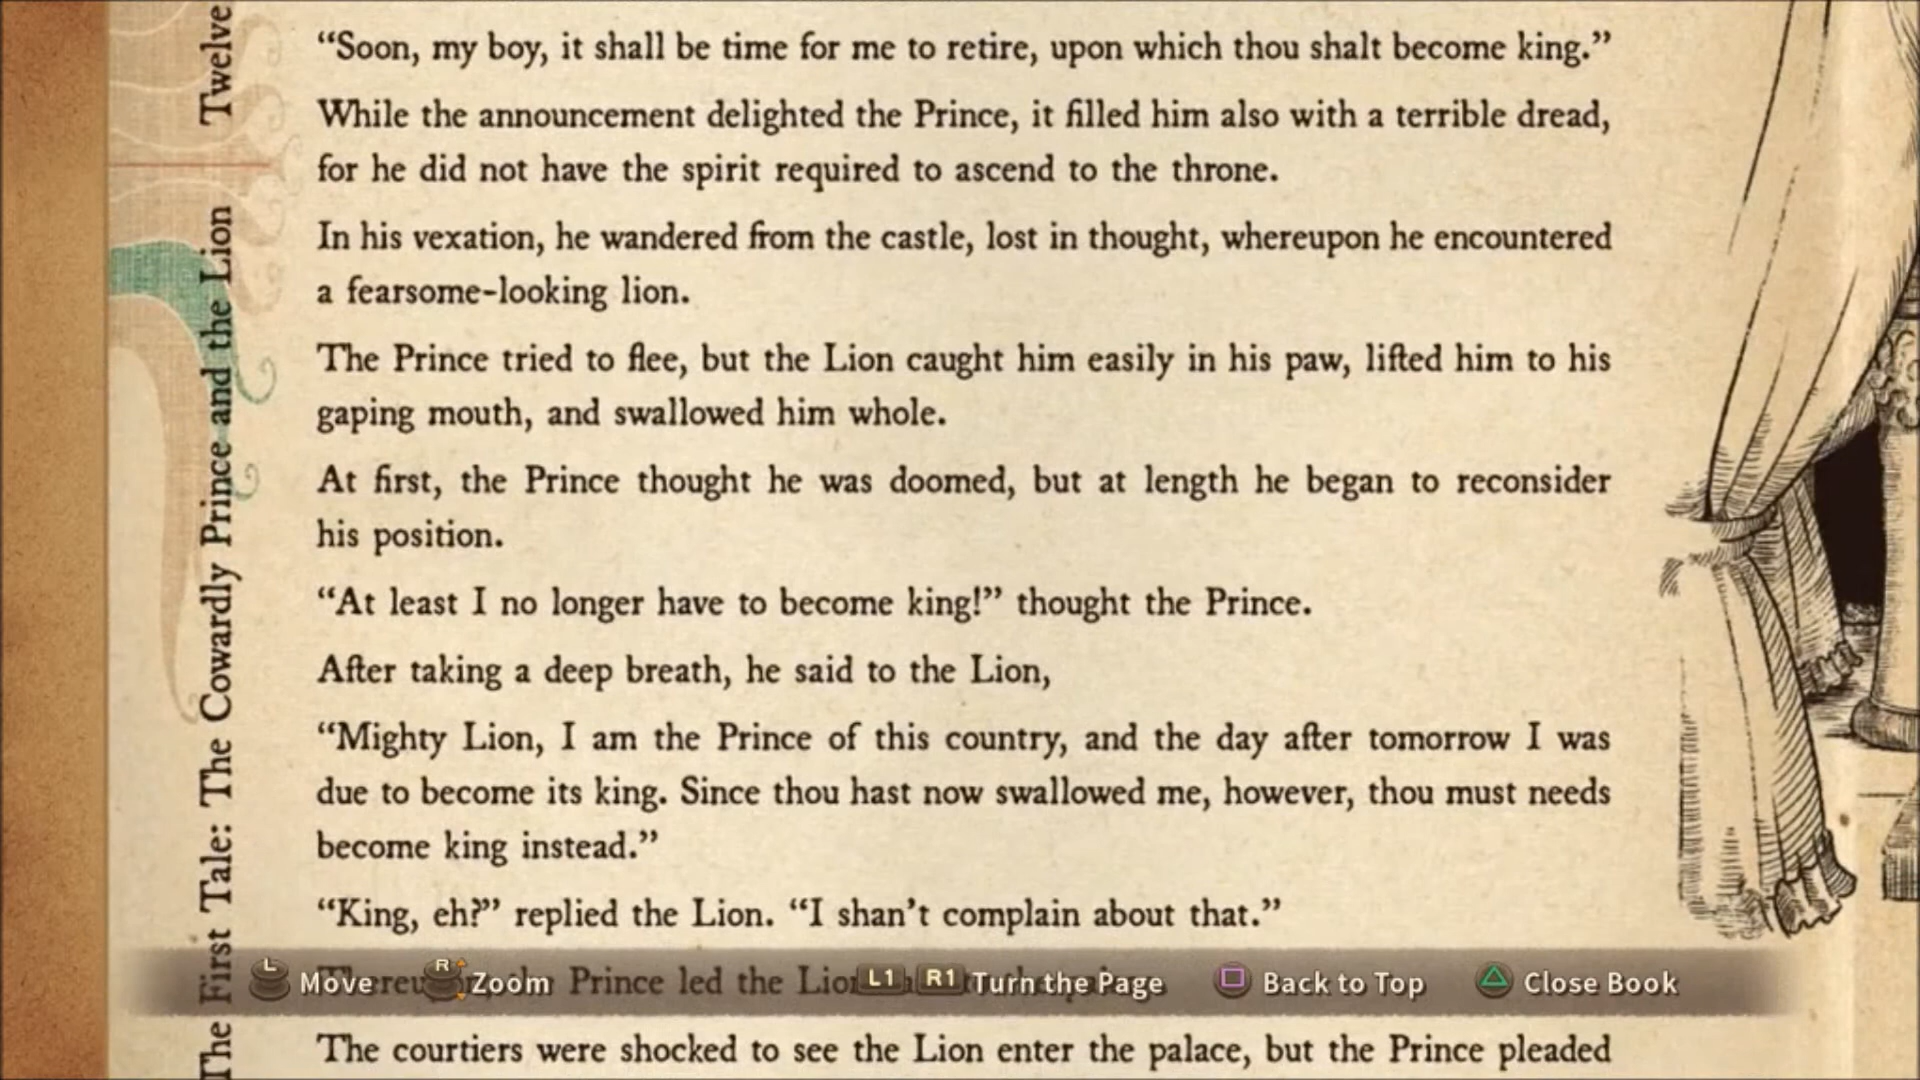 Twelve
The First Tale: The Cowardly Prince and the Lion
“Soon, my boy, it shall be time for me to retire, upon which thou shalt become king.”
While the announcement delighted the Prince, it filled him also with a terrible dread,
for he did not have the spirit required to ascend to the throne.
In his vexation, he wandered from the castle, lost in thought, whereupon he encountered
a fearsome-looking lion.
The Prince tried to flee, but the Lion caught him easily in his paw, lifted him to his
gaping mouth, and swallowed him whole.
At first, the Prince thought he was doomed, but at length he began to reconsider
his position.
“At least I no longer have to become king!” thought the Prince.
After taking a deep breath, he said to the Lion,
“Mighty Lion, I am the Prince of this country, and the day after tomorrow I was
due to become its king. Since thou hast now swallowed me, however, thou must needs
become king instead.”
“King, eh?” replied the Lion. “I shan’t complain about that.”
Prince led the
L Move R Zoom L1 R1 Turn the Page Back to Top Close Book
The courtiers were shocked to see the Lion enter the palace, but the Prince pleaded